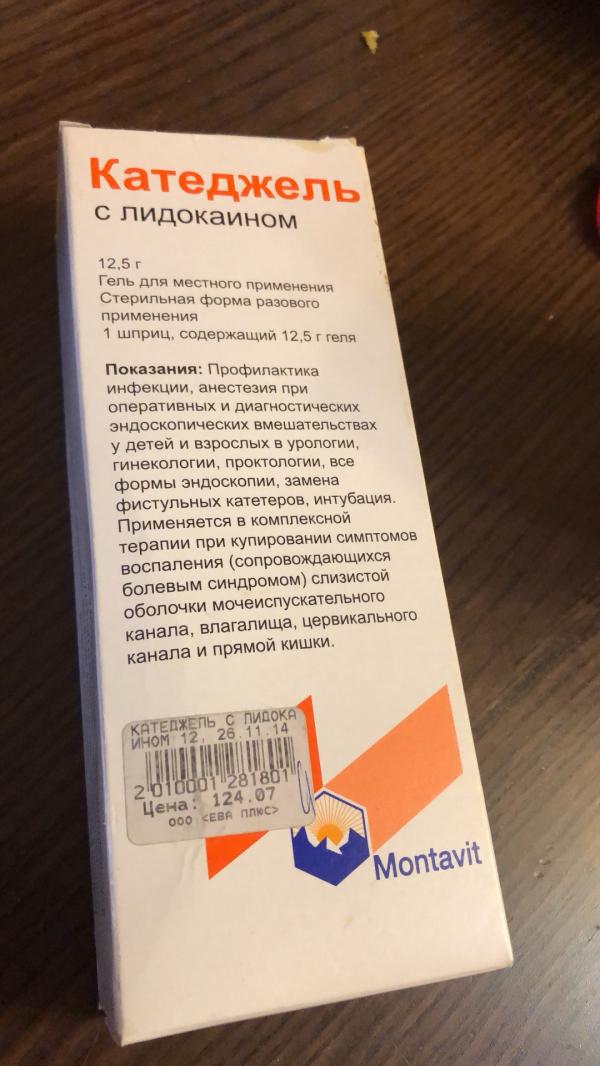 Катеджель
с лидокаином
12,5 г
Гель для местного применения
Стерильная форма разового
применения
1 шприц, содержащий 12,5 г геля
Показания: Профилактика
инфекции, анестезия при
оперативных и диагностических
эндоскопических вмешательствах
у детей и взрослых в урологии,
гинекологии, проктологии, все
формы эндоскопии, замена
фистульных катетеров, интубация.
Применяется в комплексной
терапии при купировании симптомов
воспаления (сопровождающихся
болевым синдромом) слизистой
оболочки мочеиспускательного
канала, влагалища, цервикального
канала и прямой кишки.
КАТЕДЖЕЛЬ С ЛИДОКА
ИНОМ 12, 26.11.14
2 010001 281801
Цена: 124.07
ООО <ЕВА ПЛЮС>
Montavit